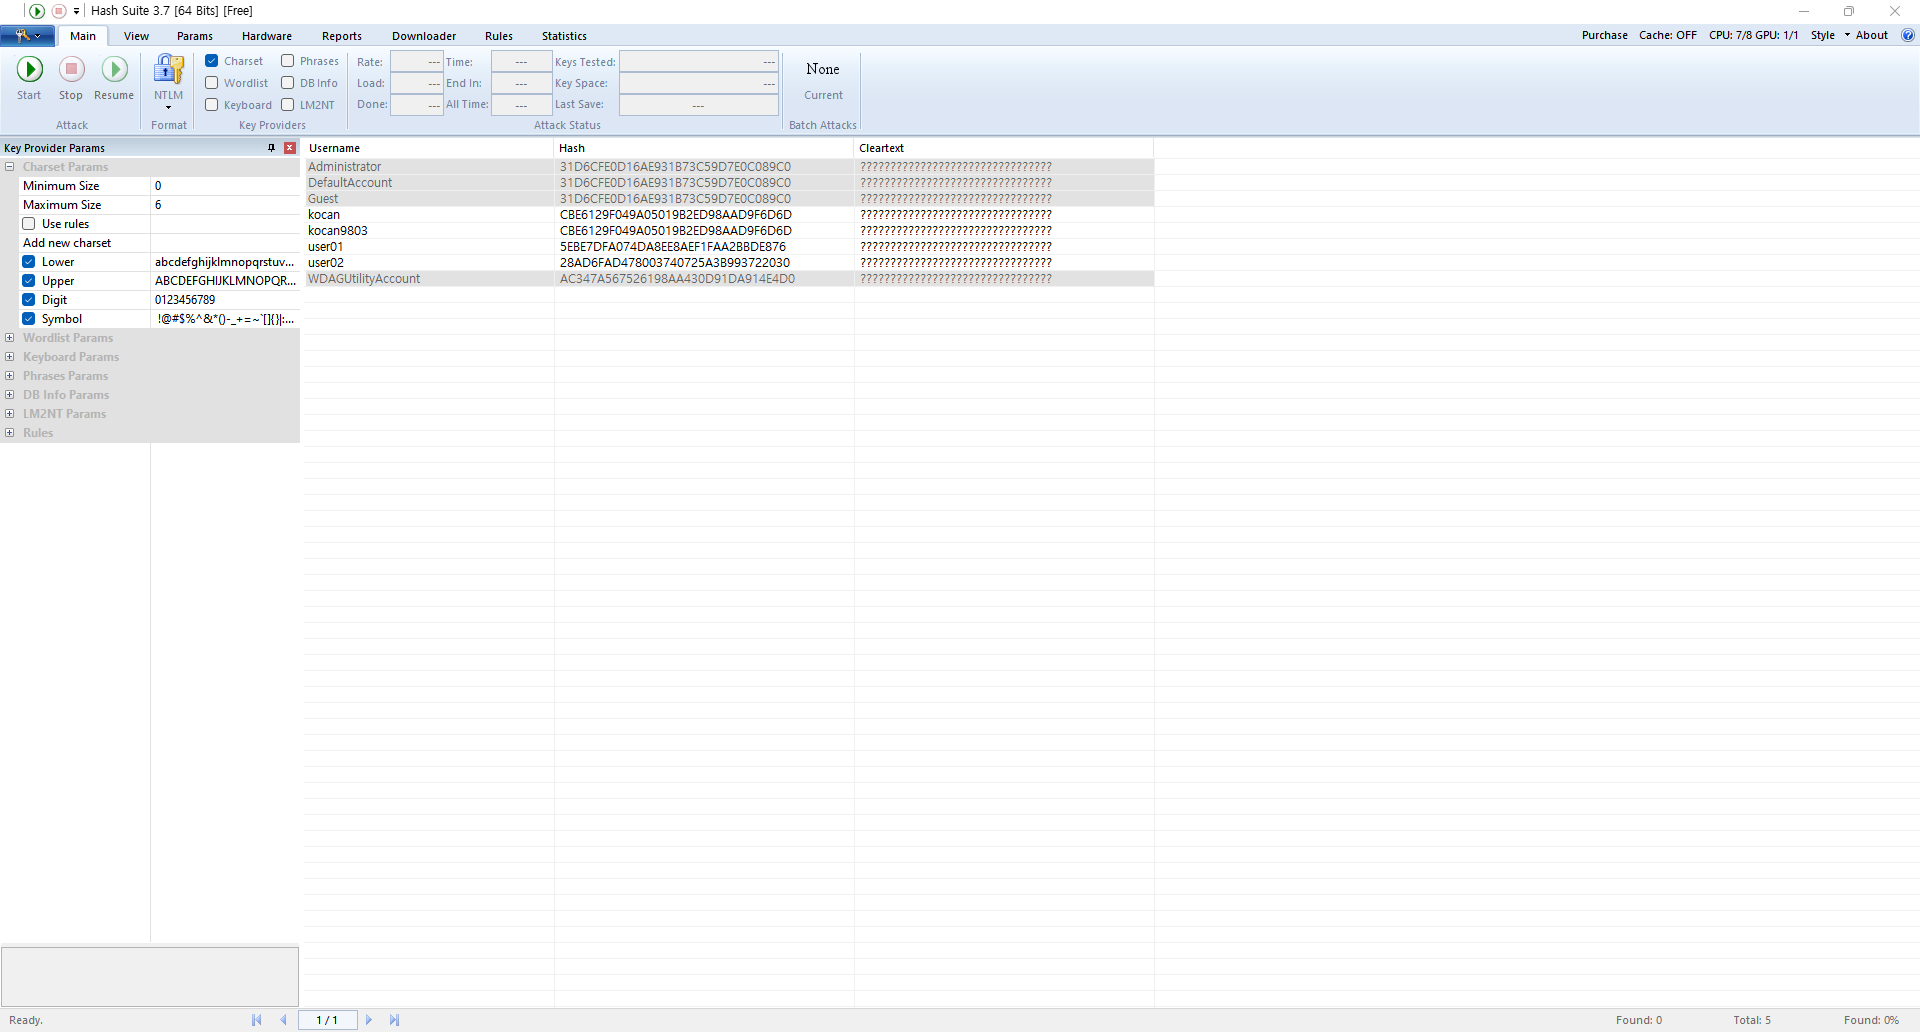 Hash Suite 3.7 [64 Bits] [Free]
Main View Params Hardware Reports Downloader Rules Statistics Purchase Cache: OFF CPU: 7/8 GPU: 1/1 Style About
Charset Phrases Rate: --- Time: --- Keys Tested: --- None
Wordlist DB Info Load: --- End In: --- Key Space: ---
Start Stop Resume NTLM Keyboard LM2NT Done: --- All Time: --- Last Save: --- Current
Attack Format Key Providers Attack Status Batch Attacks
Key Provider Params Username Hash Cleartext
Charset Params
Minimum Size 0
Maximum Size 6
Use rules
Add new charset
Lower abcdefghijklmnopqrstuv...
Upper ABCDEFGHIJKLMNOPQR...
Digit 0123456789
Symbol !@#$%^&*()-_+=~`[]{}|:...
Wordlist Params
Keyboard Params
Phrases Params
DB Info Params
LM2NT Params
Rules
Administrator 31D6CFE0D16AE931B73C59D7E0C089C0 ????????????????????????????????
DefaultAccount 31D6CFE0D16AE931B73C59D7E0C089C0 ????????????????????????????????
Guest 31D6CFE0D16AE931B73C59D7E0C089C0 ????????????????????????????????
kocan CBE6129F049A05019B2ED98AAD9F6D6D ????????????????????????????????
kocan9803 CBE6129F049A05019B2ED98AAD9F6D6D ????????????????????????????????
user01 5EBE7DFA074DA8EE8AEF1FAA2BBDE876 ????????????????????????????????
user02 28AD6FAD478003740725A3B993722030 ????????????????????????????????
WDAGUtilityAccount AC347A567526198AA430D91DA914E4D0 ????????????????????????????????
Ready. 1 / 1 Found: 0 Total: 5 Found: 0%